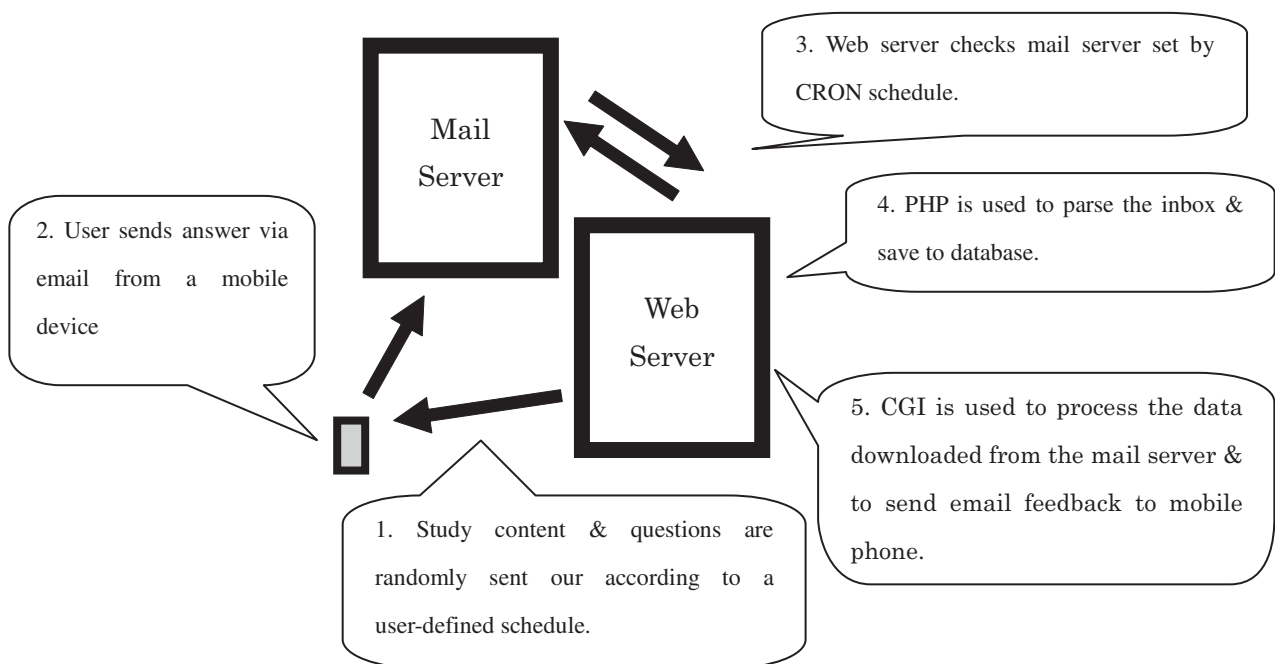 Mail
Server
3. Web server checks mail server set by
CRON schedule.
2. User sends answer via
email from a mobile
device
4. PHP is used to parse the inbox &
save to database.
Web
Server
5. CGI is used to process the data
downloaded from the mail server &
to send email feedback to mobile
phone.
1. Study content & questions are
randomly sent our according to a
user-defined schedule.